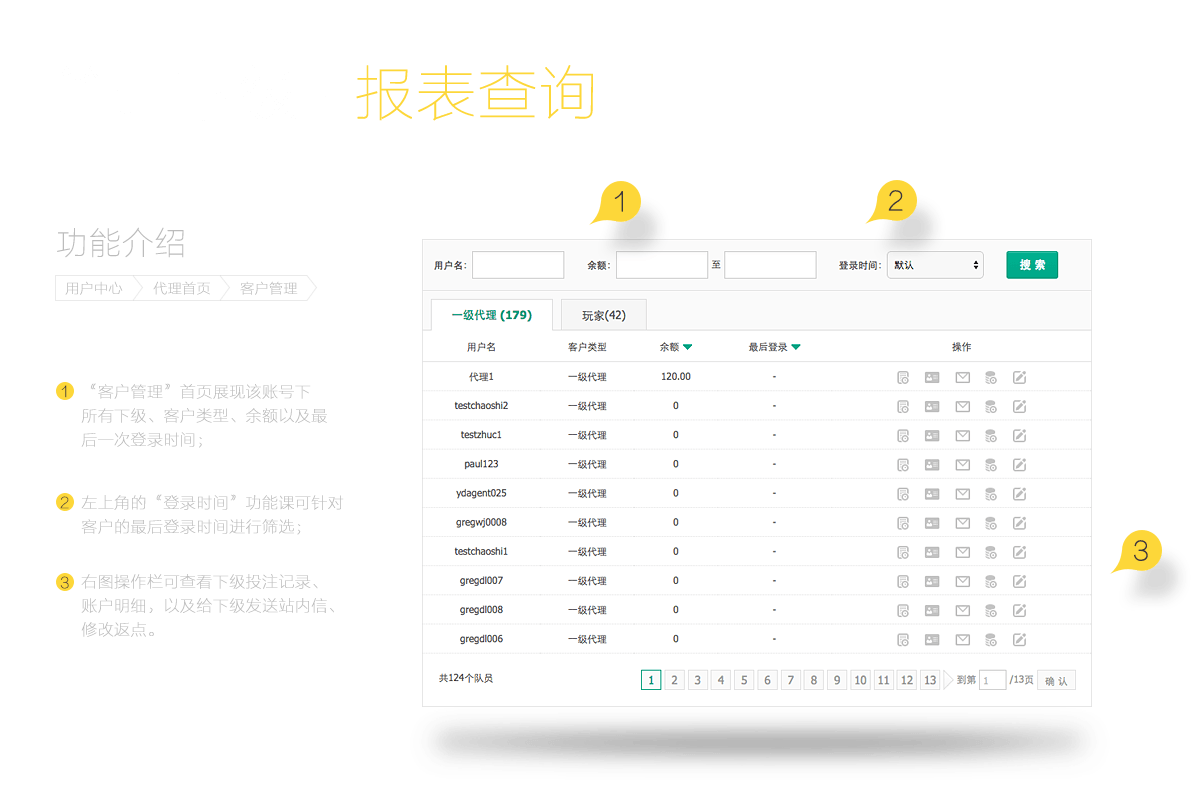 报表查询
功能介绍
用户中心 代理首页 客户管理
1 “客户管理”首页展现该账号下
所有下级、客户类型、余额以及最
后一次登录时间；
2 左上角的“登录时间”功能课可针对
客户的最后登录时间进行筛选；
3 右图操作栏可查看下级投注记录、
账户明细，以及给下级发送站内信、
修改返点。
1
2
用户名： 余额： 至 登录时间： 默认 搜 索
一级代理 (179) 玩家(42)
用户名 客户类型 余额 最后登录 操作
代理1 一级代理 120.00 -
testchaoshi2 一级代理 0 -
testzhuc1 一级代理 0 -
paul123 一级代理 0 -
ydagent025 一级代理 0 -
gregwj0008 一级代理 0 -
testchaoshi1 一级代理 0 -
gregdl007 一级代理 0 -
gregdl008 一级代理 0 -
gregdl006 一级代理 0 -
3
共124个队员 1 2 3 4 5 6 7 8 9 10 11 12 13 到第 1 /13页 确 认